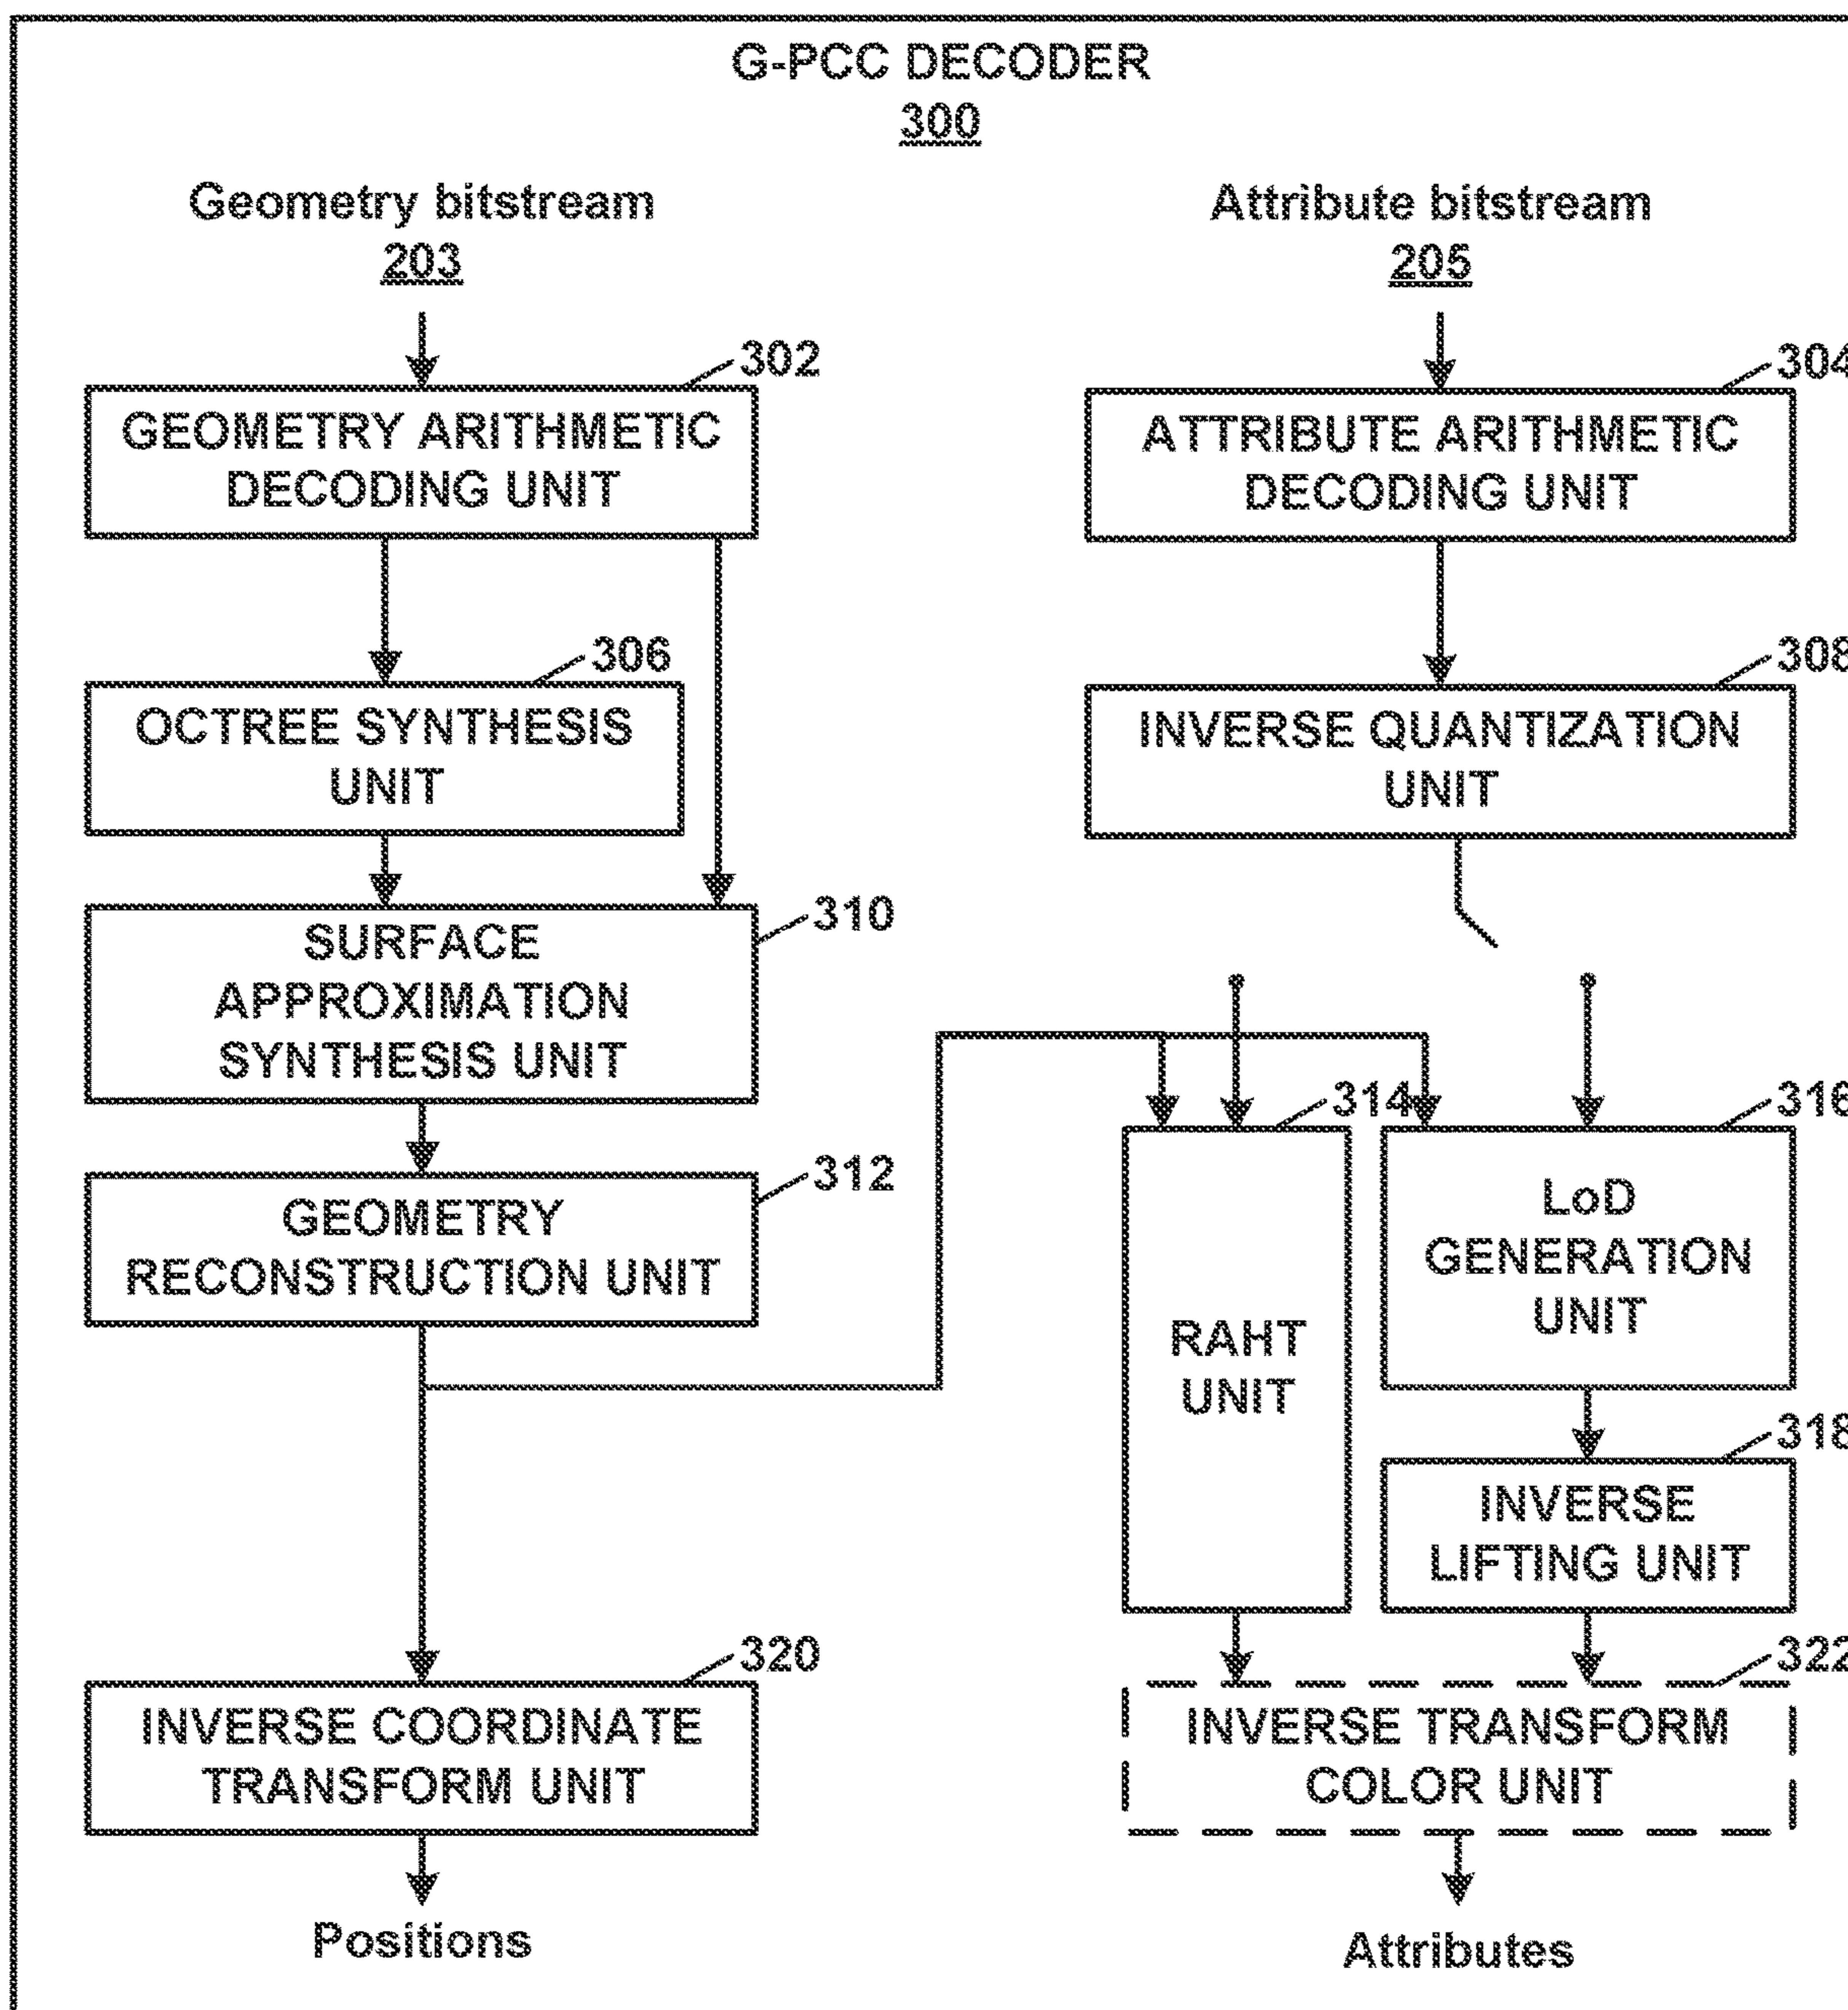 G-PCC DECODER
300
Geometry bitstream
203
Attribute bitstream
205
302
GEOMETRY ARITHMETIC
DECODING UNIT
304
ATTRIBUTE ARITHMETIC
DECODING UNIT
306
OCTREE SYNTHESIS
UNIT
308
INVERSE QUANTIZATION
UNIT
310
SURFACE
APPROXIMATION
SYNTHESIS UNIT
312
GEOMETRY
RECONSTRUCTION UNIT
314
RAHT
UNIT
316
LoD
GENERATION
UNIT
318
INVERSE
LIFTING UNIT
320
INVERSE COORDINATE
TRANSFORM UNIT
322
INVERSE TRANSFORM
COLOR UNIT
Positions
Attributes